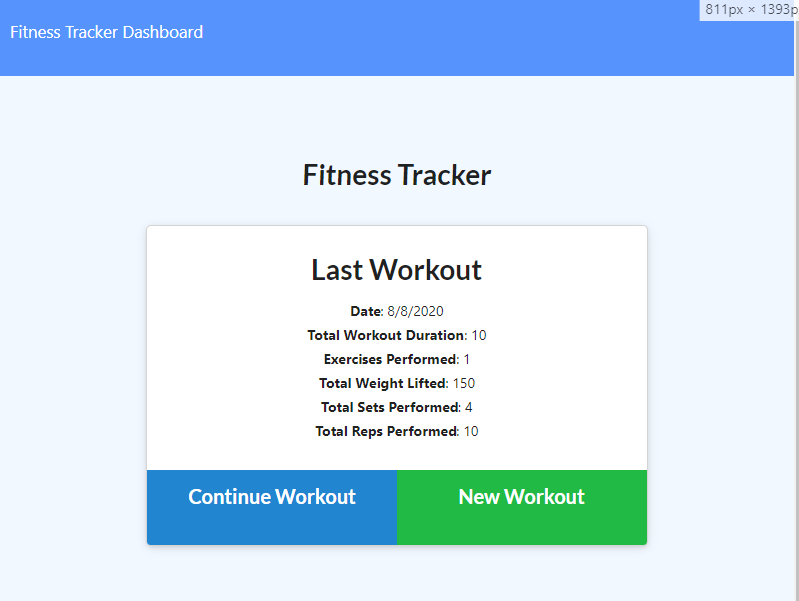 811px × 1393p
Fitness Tracker Dashboard
Fitness Tracker
Last Workout
Date: 8/8/2020
Total Workout Duration: 10
Exercises Performed: 1
Total Weight Lifted: 150
Total Sets Performed: 4
Total Reps Performed: 10
Continue Workout
New Workout